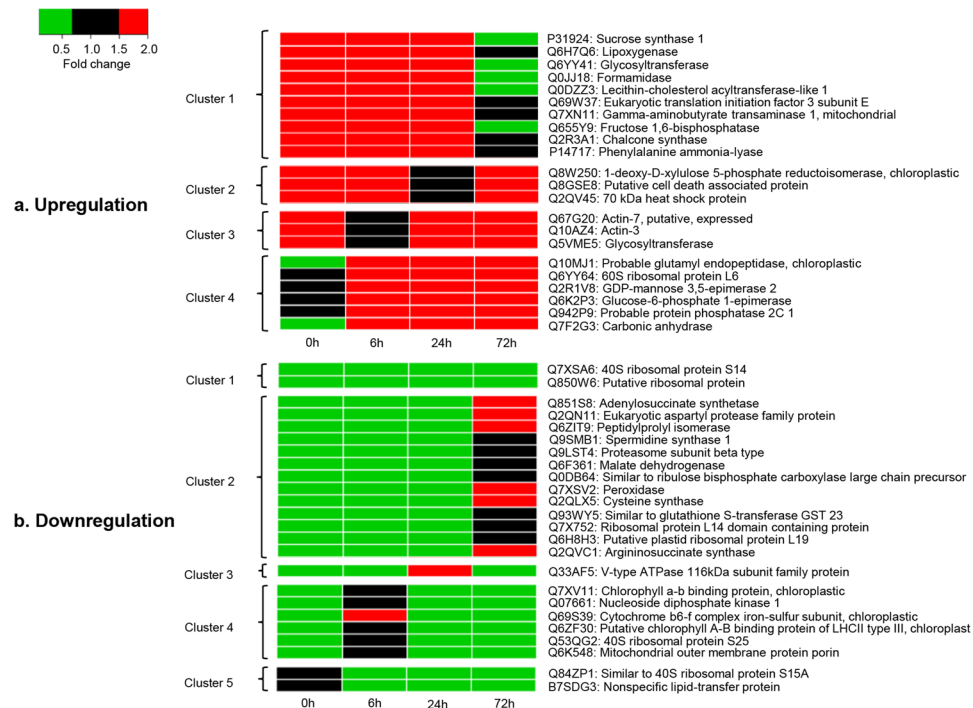 0.5 1.0 2.0
Fold change
a. Upregulation
Cluster 1
P31924: Sucrose synthase 1
Q6H7Q6: Lipoxygenase
Q6YY41: Glycosyltransferase
Q0JJ18: Formamidase
Q0DZZ3: Lecithin-cholesterol acyltransferase-like 1
Q69W37: Eukaryotic translation initiation factor 3 subunit E
Q7XN11: Gamma-aminobutyrate transaminase 1, mitochondrial
Q655Y9: Fructose 1,6-bisphosphatase
Q2R3A1: Chalcone synthase
P14717: Phenylalanine ammonia-lyase
Cluster 2
Q8W250: 1-deoxy-D-xylulose 5-phosphate reductoisomerase, chloroplastic
Q8GSE8: Putative cell death associated protein
Q2QV45: 70 kDa heat shock protein
Cluster 3
Q67G20: Actin-7, putative, expressed
Q10AZ4: Actin-3
Q5VME5: Glycosyltransferase
Cluster 4
Q10MJ1: Probable glutamyl endopeptidase, chloroplastic
Q6YY64: 60S ribosomal protein L6
Q2R1V8: GDP-mannose 3,5-epimerase 2
Q6K2P3: Glucose-6-phosphate 1-epimerase
Q942P9: Probable protein phosphatase 2C 1
Q7F2G3: Carbonic anhydrase
0h 6h 24h 72h
b. Downregulation
Cluster 1
Q7XSA6: 40S ribosomal protein S14
Q850W6: Putative ribosomal protein
Cluster 2
Q851S8: Adenylosuccinate synthetase
Q2QN11: Eukaryotic aspartyl protease family protein
Q6ZIT9: Peptidylprolyl isomerase
Q9SMB1: Spermidine synthase 1
Q9LST4: Proteasome subunit beta type
Q6F361: Malate dehydrogenase
Q0DB64: Similar to ribulose bisphosphate carboxylase large chain precursor
Q7XSV2: Peroxidase
Q2QLX5: Cysteine synthase
Q93WY5: Similar to glutathione S-transferase GST 23
Q7X752: Ribosomal protein L14 domain containing protein
Q6H8H3: Putative plastid ribosomal protein L19
Q2QVC1: Argininosuccinate synthase
Cluster 3
Q33AF5: V-type ATPase 116kDa subunit family protein
Cluster 4
Q7XV11: Chlorophyll a-b binding protein, chloroplastic
Q07661: Nucleoside diphosphate kinase 1
Q69S39: Cytochrome b6-f complex iron-sulfur subunit, chloroplastic
Q6ZF30: Putative chlorophyll A-B binding protein of LHCII type III, chloroplast
Q53QG2: 40S ribosomal protein S25
Q6K548: Mitochondrial outer membrane protein porin
Cluster 5
Q84ZP1: Similar to 40S ribosomal protein S15A
B7SDG3: Nonspecific lipid-transfer protein
0h 6h 24h 72h